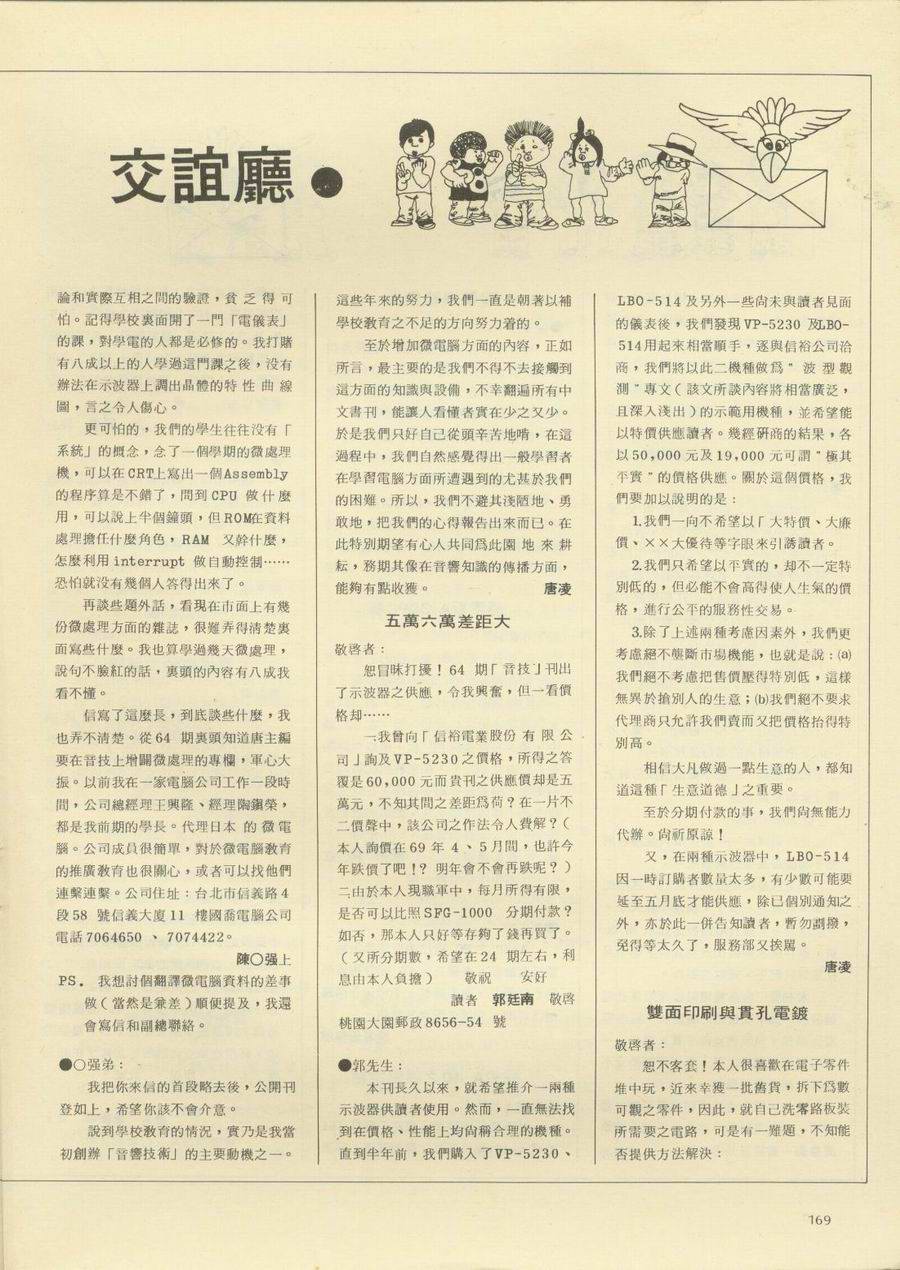 交誼廳●
論和實際互相之間的驗證，貧乏得可
怕。記得學校裏面開了一門「電儀表」
的課，對學電的人都是必修的。我打賭
有八成以上的人學過這門課之後，沒有
辦法在示波器上調出晶體的特性曲線
圖，言之令人傷心。
更可怕的，我們的學生往往沒有「
系統」的概念，念了一個學期的微處理
機，可以在CRT上寫出一個Assembly
的程序算是不錯了，問到CPU 做什麼
用，可以說上半個鐘頭，但ROM在資料
處理擔任什麼角色，RAM 又幹什麼，
怎麼利用interrupt 做自動控制……
恐怕就沒有幾個人答得出來了。
再談些題外話，看現在市面上有幾
份微處理方面的雜誌，很難弄得清楚裏
面寫些什麼。我也算學過幾天微處理，
說句不臉紅的話，裏頭的內容有八成我
看不懂。
信寫了這麼長，到底談些什麼，我
也弄不清楚。從64 期裏頭知道唐主編
要在音技上增闢微處理的專欄，軍心大
振。以前我在一家電腦公司工作一段時
間，公司總經理王興隆、經理陶鎭榮，
都是我前期的學長。代理日本的微電
腦。公司成員很簡單，對於微電腦敎育
的推廣敎育也很關心，或者可以找他們
連繫連繫。公司住址：台北市信義路4
段58 號信義大廈11 樓國喬電腦公司
電話7064650 、 7074422。
陳○强上
PS. 我想討個翻譯微電腦資料的差事
做（當然是兼差）順便提及，我還
會寫信和副總聯絡。
●○强弟：
我把你來信的首段略去後，公開刊
登如上，希望你該不會介意。
說到學校敎育的情況，實乃是我當
初創辦「音響技術」的主要動機之一。
這些年來的努力，我們一直是朝著以補
學校敎育之不足的方向努力着的。
至於增加微電腦方面的內容，正如
所言，最主要的是我們不得不去接觸到
這方面的知識與設備，不幸翻遍所有中
文書刊，能讓人看懂者實在少之又少。
於是我們只好自己從頭辛苦地啃，在這
過程中，我們自然感覺得出一般學習者
在學習電腦方面所遭遇到的尤甚於我們
的困難。所以，我們不避其淺陋地、勇
敢地，把我們的心得報告出來而已。在
此特別期望有心人共同爲此園地來耕
耘，務期其像在音響知識的傳播方面，
能夠有點收獲。 唐凌
五萬六萬差距大
敬啓者：
恕冒昧打擾！64 期「音技」刊出
了示波器之供應，令我興奮，但一看價
格却……
一我曾向「信裕電業股份有限公
司」詢及VP-5230之價格，所得之答
覆是60,000 元而貴刊之供應價却是五
萬元，不知其間之差距爲荷？在一片不
二價聲中，該公司之作法令人費解？（
本人詢價在69 年4、5月間，也許今
年跌價了吧！？明年會不會再跌呢？）
二由於本人現職軍中，每月所得有限，
是否可以比照SFG-1000 分期付款？
如否，那本人只好等存夠了錢再買了。
（又所分期數，希望在24 期左右，利
息由本人負擔） 敬祝 安好
讀者 郭廷南 敬啓
桃園大園郵政8656-54 號
●郭先生：
本刊長久以來，就希望推介一兩種
示波器供讀者使用。然而，一直無法找
到在價格、性能上均尙稱合理的機種。
直到半年前，我們購入了VP-5230、
LBO-514及另外一些尙未與讀者見面
的儀表後，我們發現VP-5230 及LBO-
514用起來相當順手，逐與信裕公司洽
商，我們將以此二機種做爲〝波型觀
測〞專文（該文所談內容將相當廣泛，
且深入淺出）的示範用機種，並希望能
以特價供應讀者。幾經硏商的結果，各
以50,000 元及19,000 元可謂〝極其
平實〞的價格供應。關於這個價格，我
們要加以說明的是：
1.我們一向不希望以「大特價、大廉
價、××大優待等字眼來引誘讀者。
2.我們只希望以平實的，却不一定特
別低的，但必能不會高得使人生氣的價
格，進行公平的服務性交易。
3.除了上述兩種考慮因素外，我們更
考慮絕不壟斷市場機能，也就是說：(a)
我們絕不考慮把售價壓得特別低，這樣
無異於搶別人的生意；(b)我們絕不要求
代理商只允許我們賣而又把價格抬得特
別高。
相信大凡做過一點生意的人，都知
道這種「生意道德」之重要。
至於分期付款的事，我們尙無能力
代辦。尙祈原諒！
又，在兩種示波器中，LBO-514
因一時訂購者數量太多，有少數可能要
延至五月底才能供應，除已個別通知之
外，亦於此一併告知讀者，暫勿劃撥，
免得等太久了，服務部又挨罵。
唐凌
雙面印刷與貫孔電鍍
敬啓者：
恕不客套！本人很喜歡在電子零件
堆中玩，近來幸獲一批舊貨，拆下爲數
可觀之零件，因此，就自己洗零路板裝
所需要之電路，可是有一難題，不知能
否提供方法解決：
169